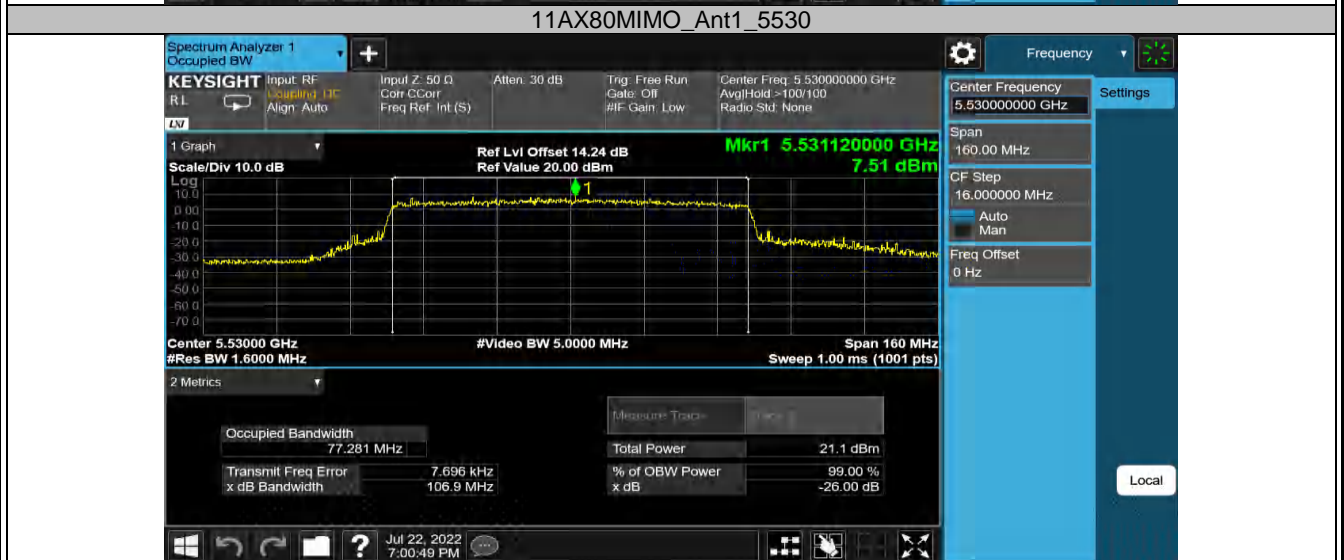 11AX80MIMO_Ant1_5530
Spectrum Analyzer 1
Occupied BW
+
Frequency
KEYSIGHT
RL
LXI
Input: RF
Coupling: DC
Align: Auto
Input Z: 50 Ω
Corr CCorr
Freq Ref: Int (S)
Atten: 30 dB
Trig: Free Run
Gate: Off
#IF Gain: Low
Center Freq: 5.530000000 GHz
Avg|Hold:>100/100
Radio Std: None
Center Frequency
5.530000000 GHz
Settings
Span
160.00 MHz
CF Step
16.000000 MHz
Auto
Man
Freq Offset
0 Hz
1 Graph
Scale/Div 10.0 dB
Ref Lvl Offset 14.24 dB
Ref Value 20.00 dBm
Mkr1 5.531120000 GHz
7.51 dBm
Log
10.0
0.00
-10.0
-20.0
-30.0
-40.0
-50.0
-60.0
-70.0
1
Center 5.53000 GHz
#Video BW 5.0000 MHz
Span 160 MHz
#Res BW 1.6000 MHz
Sweep 1.00 ms (1001 pts)
2 Metrics
Measure Trace
Occupied Bandwidth
77.281 MHz
Total Power 21.1 dBm
Transmit Freq Error 7.696 kHz
% of OBW Power 99.00 %
x dB Bandwidth 106.9 MHz
x dB -26.00 dB
Local
?
Jul 22, 2022
7:00:49 PM